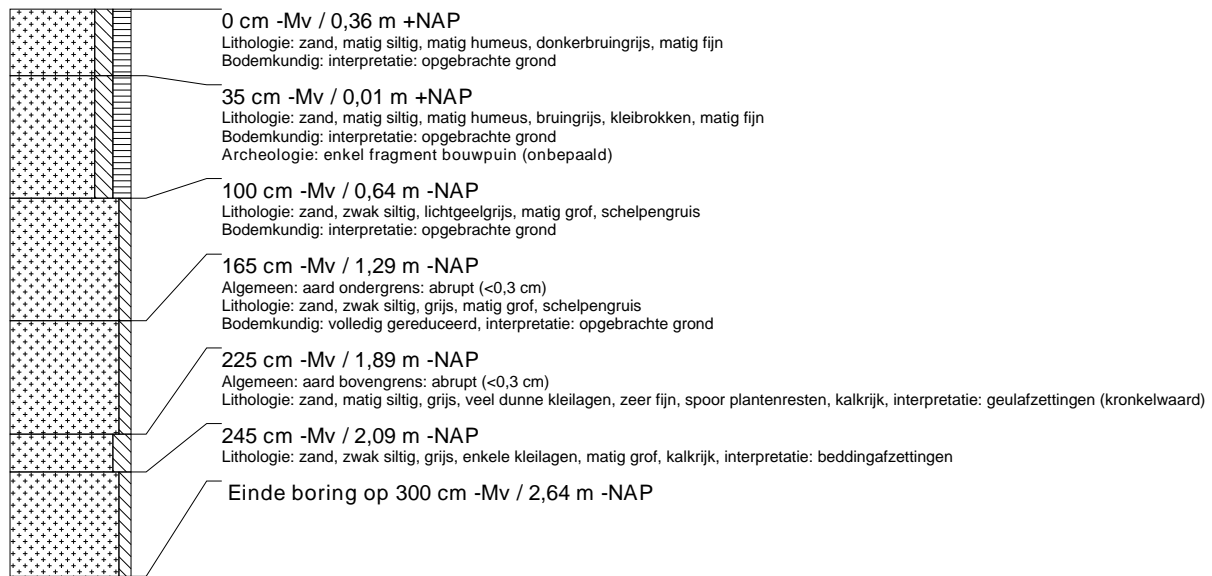 0 cm -Mv / 0,36 m +NAP
Lithologie: zand, matig siltig, matig humeus, donkerbruingrijs, matig fijn
Bodemkundig: interpretatie: opgebrachte grond
35 cm -Mv / 0,01 m +NAP
Lithologie: zand, matig siltig, matig humeus, bruingrijs, kleibrokken, matig fijn
Bodemkundig: interpretatie: opgebrachte grond
Archeologie: enkel fragment bouwpuin (onbepaald)
100 cm -Mv / 0,64 m -NAP
Lithologie: zand, zwak siltig, lichtgeelgrijs, matig grof, schelpengruis
Bodemkundig: interpretatie: opgebrachte grond
165 cm -Mv / 1,29 m -NAP
Algemeen: aard ondergrens: abrupt (<0,3 cm)
Lithologie: zand, zwak siltig, grijs, matig grof, schelpengruis
Bodemkundig: volledig gereduceerd, interpretatie: opgebrachte grond
225 cm -Mv / 1,89 m -NAP
Algemeen: aard bovengrens: abrupt (<0,3 cm)
Lithologie: zand, matig siltig, grijs, veel dunne kleilagen, zeer fijn, spoor plantenresten, kalkrijk, interpretatie: geulafzettingen (kronkelwaard)
245 cm -Mv / 2,09 m -NAP
Lithologie: zand, zwak siltig, grijs, enkele kleilagen, matig grof, kalkrijk, interpretatie: beddingafzettingen
Einde boring op 300 cm -Mv / 2,64 m -NAP